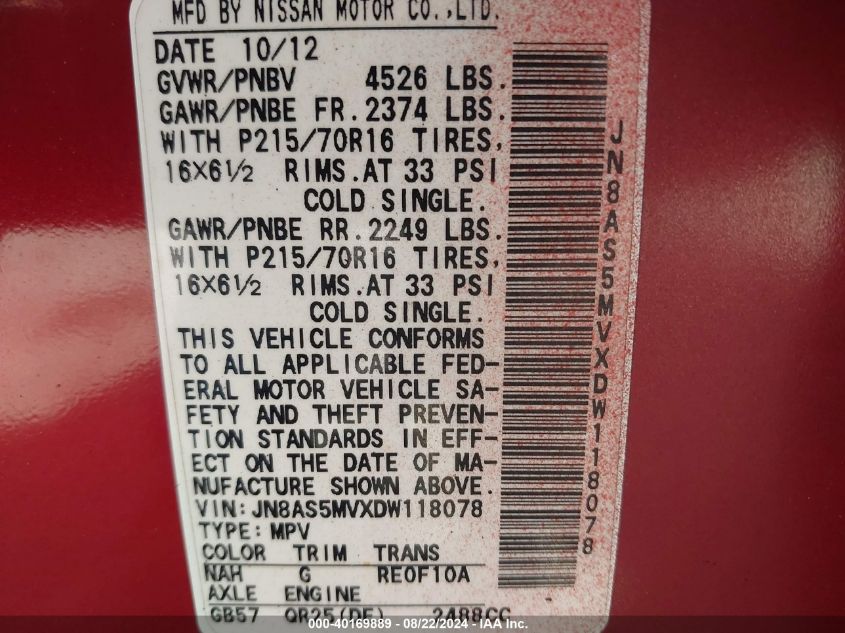 MFD BY NISSAN MOTOR CO.,LTD.
DATE 10/12
GVWR/PNBV 4526 LBS.
GAWR/PNBE FR.2374 LBS.
WITH P215/70R16 TIRES,
16X6½ RIMS.AT 33 PSI
COLD SINGLE.
GAWR/PNBE RR.2249 LBS.
WITH P215/70R16 TIRES,
16X6½ RIMS.AT 33 PSI
COLD SINGLE.
THIS VEHICLE CONFORMS
TO ALL APPLICABLE FED-
ERAL MOTOR VEHICLE SA-
FETY AND THEFT PREVEN-
TION STANDARDS IN EFF-
ECT ON THE DATE OF MA-
NUFACTURE SHOWN ABOVE.
VIN:JN8AS5MVXDW118078
TYPE:MPV
COLOR TRIM TRANS
NAH G RE0F10A
AXLE ENGINE
GB57 QR25(DE) 2488CC
JN8AS5MVXDW118078
000-40169889 - 08/22/2024 - IAAI Inc.